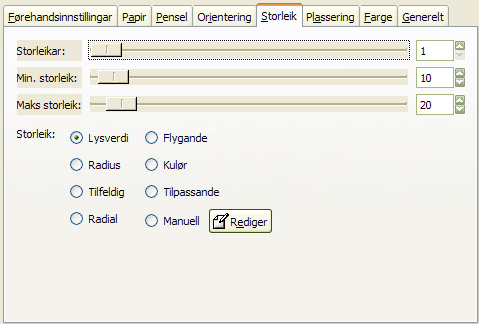 Førehandsinnstillingar Papir Pensel Orientering Storleik Plassering Farge Generelt
Storleikar: 1
Min. storleik: 10
Maks storleik: 20
Storleik: Lysverdi Flygande
Radius Kulør
Tilfeldig Tilpassande
Radial Manuell Rediger